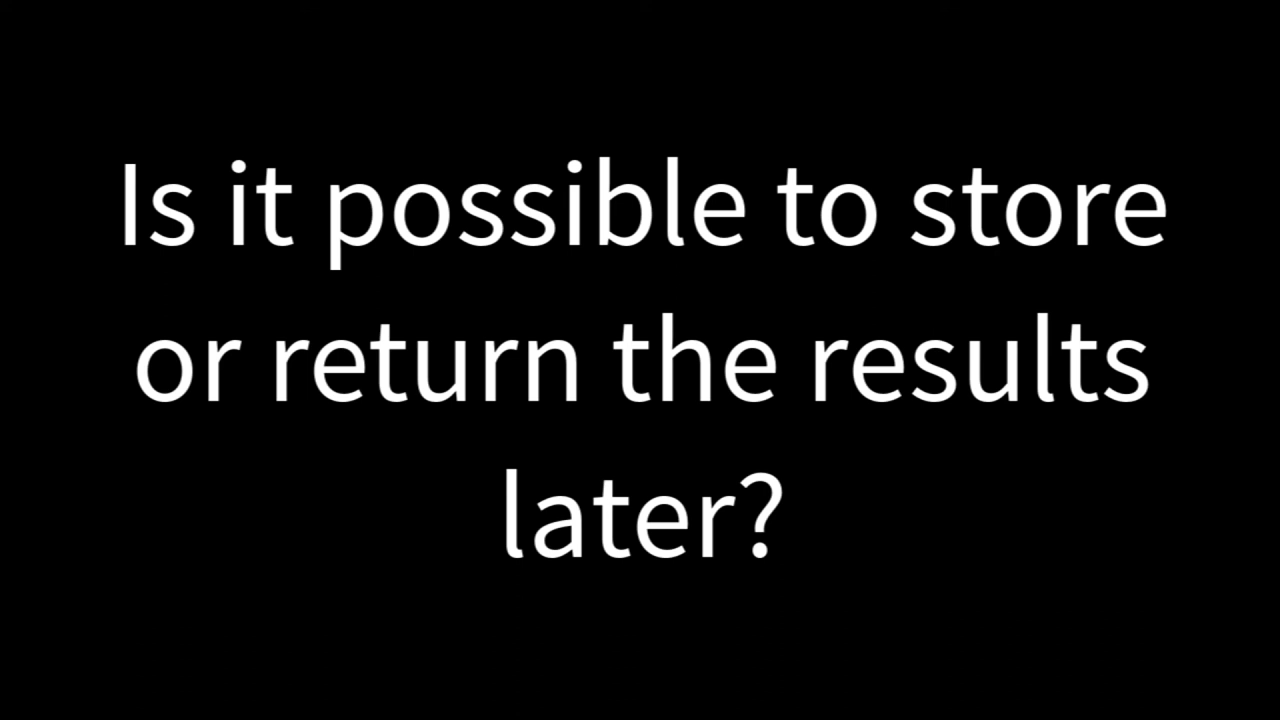 Is it possible to store
or return the results
later?